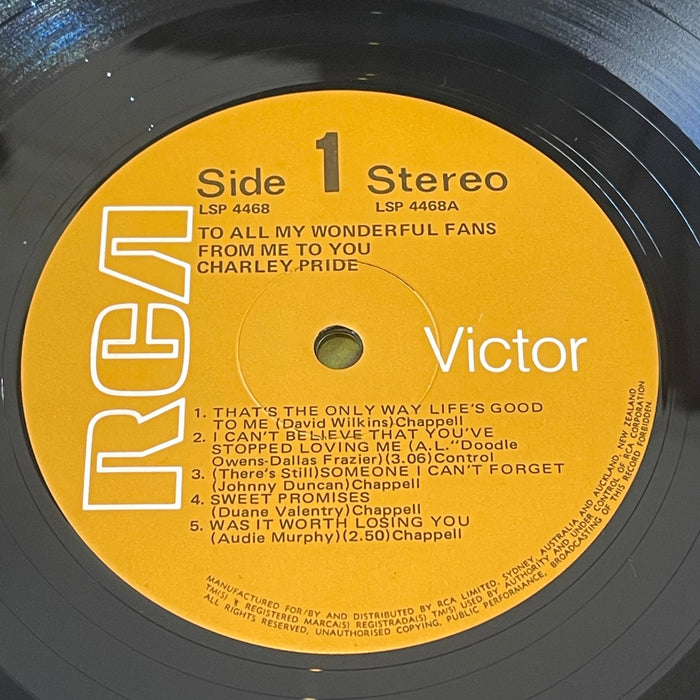 Side 1 Stereo
LSP 4468 LSP 4468A
TO ALL MY WONDERFUL FANS
FROM ME TO YOU
CHARLEY PRIDE
RCA
Victor
1. THAT'S THE ONLY WAY LIFE'S GOOD
TO ME (David Wilkins)Chappell
2. I CAN'T BELIEVE THAT YOU'VE
STOPPED LOVING ME (A.L."Doodle
Owens-Dallas Frazier)(3.06)Control
3. (There's Still)SOMEONE I CAN'T FORGET
(Johnny Duncan)Chappell
4. SWEET PROMISES
(Duane Valentry)Chappell
5. WAS IT WORTH LOSING YOU
(Audie Murphy)(2.50)Chappell
MANUFACTURED FOR/BY AND DISTRIBUTED BY RCA LIMITED. SYDNEY, AUSTRALIA AND AUCKLAND, NEW ZEALAND
TM(S) ® REGISTERED MARCA(S) REGISTRADA(S) TM(S) USED BY AUTHORITY AND UNDER CONTROL OF RCA CORPORATION
ALL RIGHTS RESERVED, UNAUTHORISED COPYING, PUBLIC PERFORMANCE, BROADCASTING OF THIS RECORD FORBIDDEN